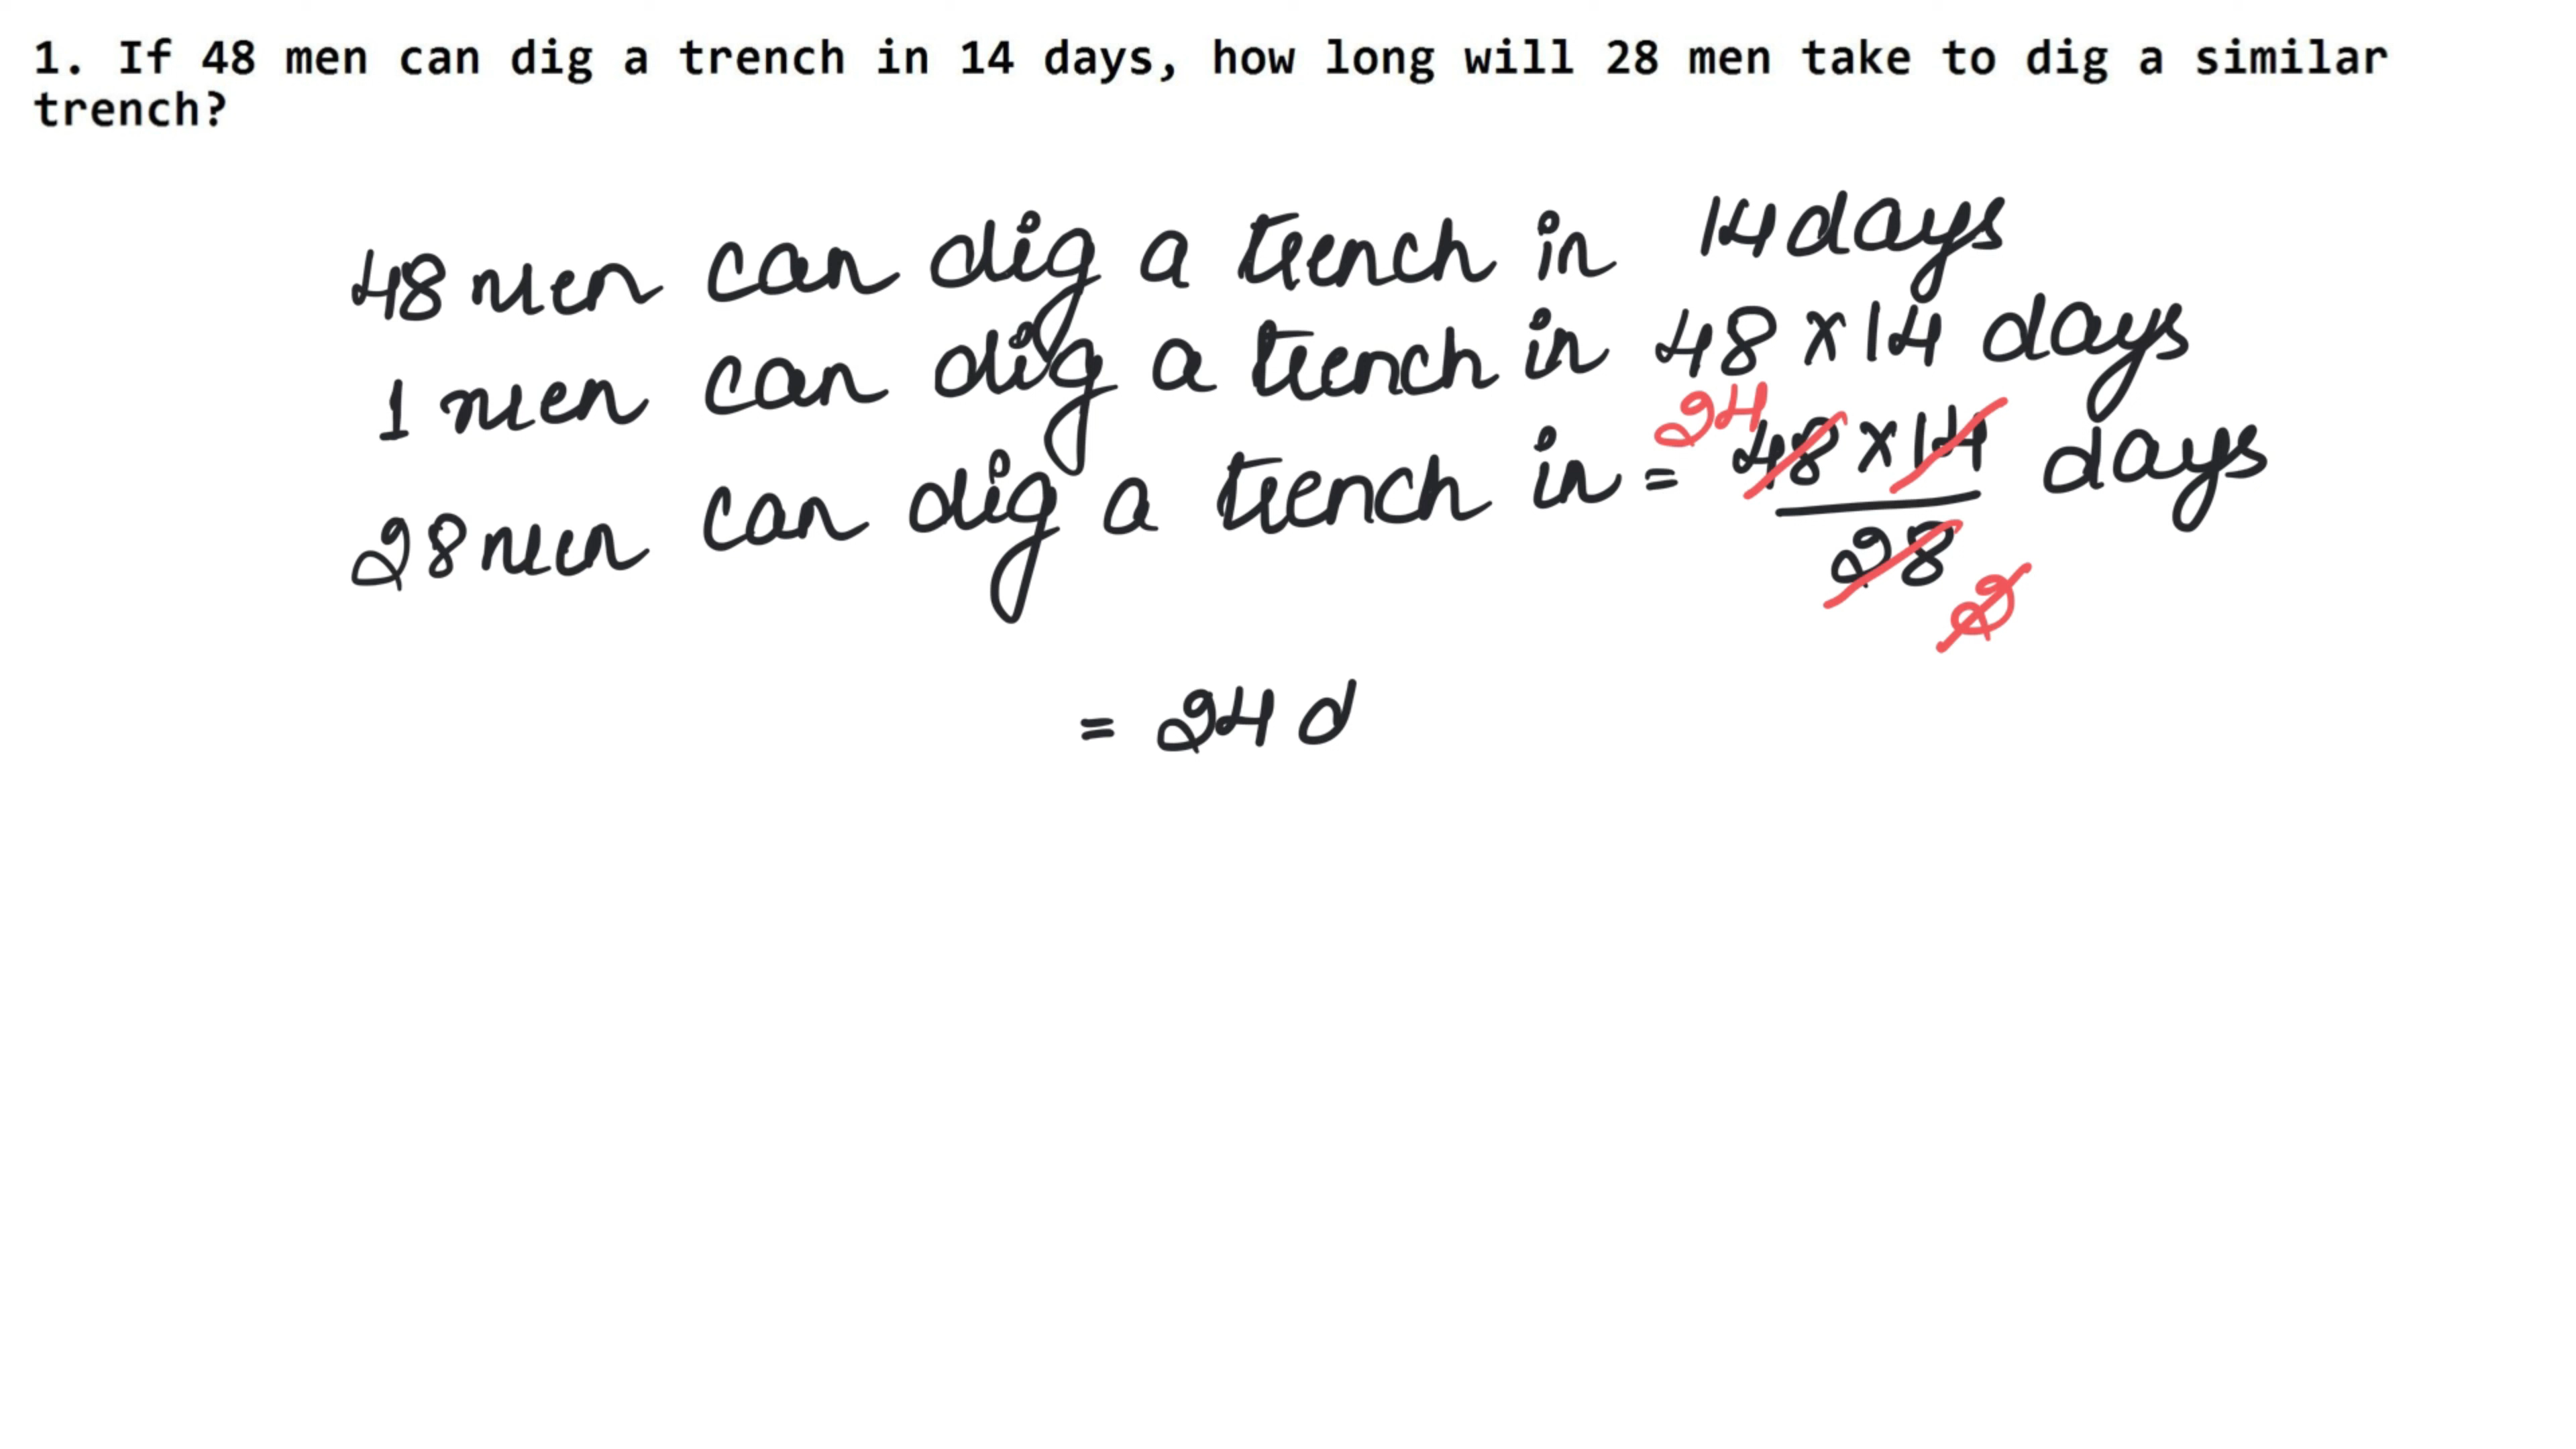 1. If 48 men can dig a trench in 14 days, how long will 28 men take to dig a similar
trench?
48 men can dig a trench in 14 days
1 men can dig a trench in 48 x 14 days
24
28 men can dig a trench in = 48 x 14 days
28
2
= 24 d